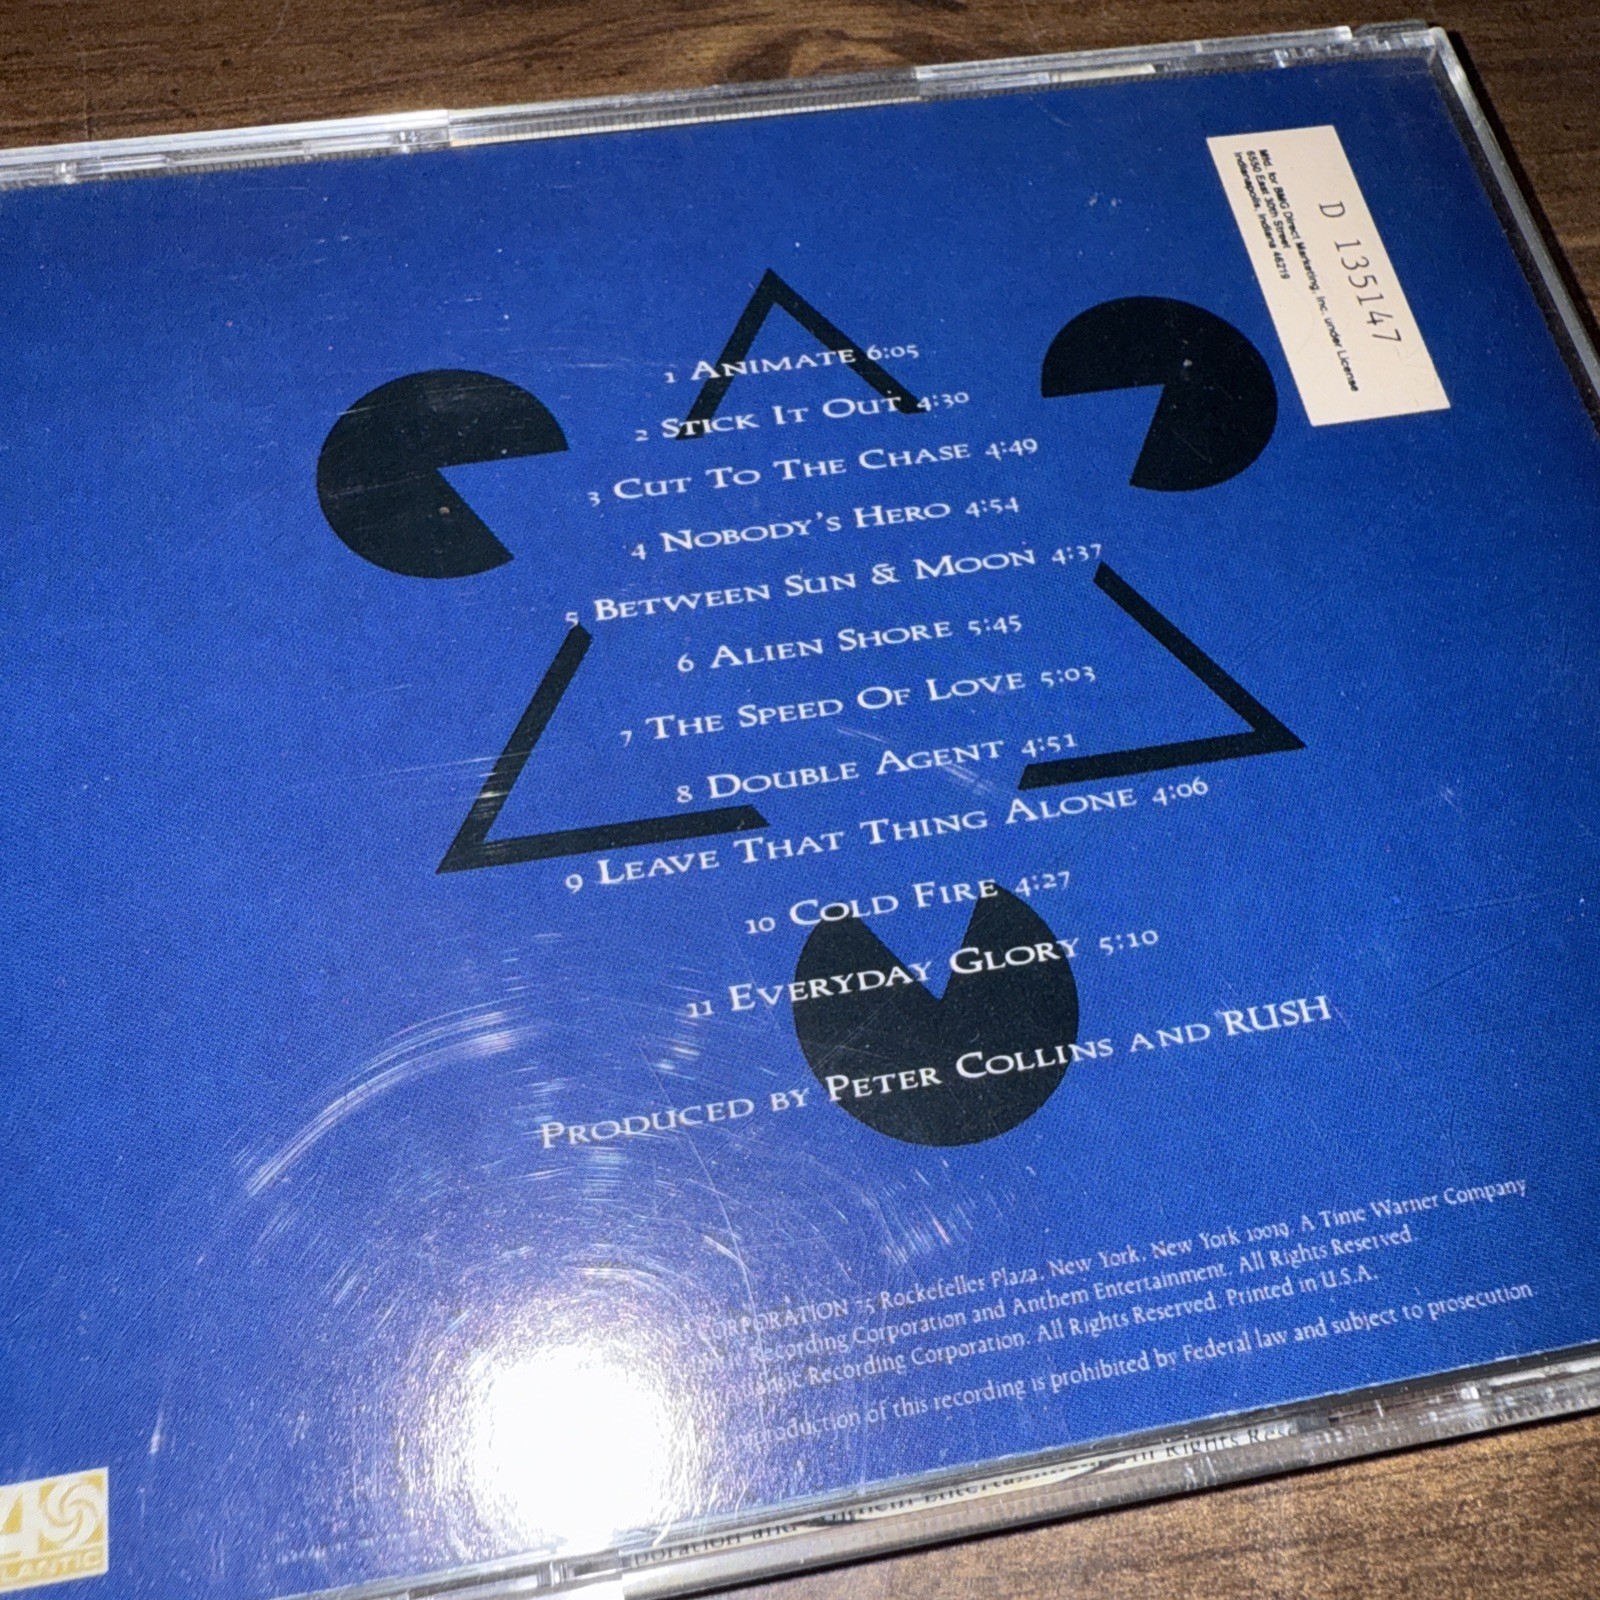 Mfd. for BMG Direct Marketing, Inc. under License
6550 East 30th Street
Indianapolis, Indiana 46219
D 135147
1 ANIMATE 6:05
2 STICK IT OUT 4:30
3 CUT TO THE CHASE 4:49
4 NOBODY'S HERO 4:54
5 BETWEEN SUN & MOON 4:37
6 ALIEN SHORE 5:45
7 THE SPEED OF LOVE 5:03
8 DOUBLE AGENT 4:51
9 LEAVE THAT THING ALONE 4:06
10 COLD FIRE 4:27
11 EVERYDAY GLORY 5:10
PRODUCED BY PETER COLLINS AND RUSH
CORPORATION 75 Rockefeller Plaza, New York, New York 10019. A Time Warner Company
Recording Corporation and Anthem Entertainment. All Rights Reserved.
Atlantic Recording Corporation. All Rights Reserved. Printed in U.S.A.
of this recording is prohibited by Federal law and subject to prosecution
LANTIC